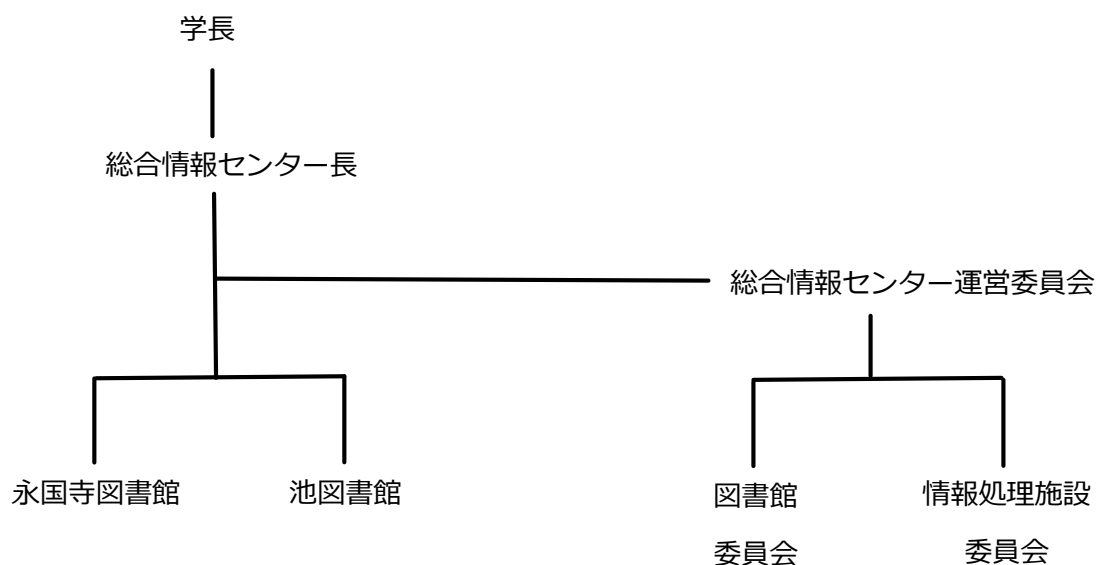 学長
総合情報センター長
総合情報センター運営委員会
永国寺図書館
池図書館
図書館
委員会
情報処理施設
委員会